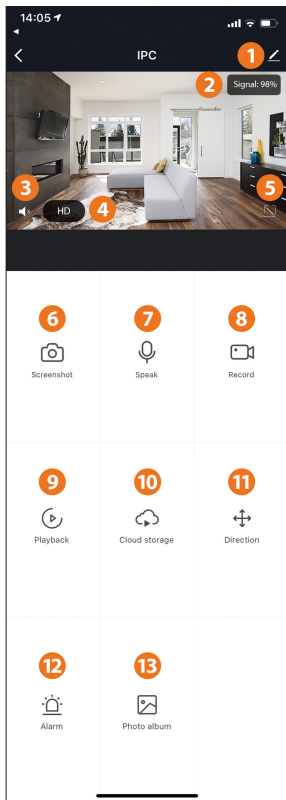 14:05
IPC
1
2
Signal: 98%
3
HD
4
5
6
7
8
Screenshot
Speak
Record
9
10
11
Playback
Cloud storage
Direction
12
13
Alarm
Photo album